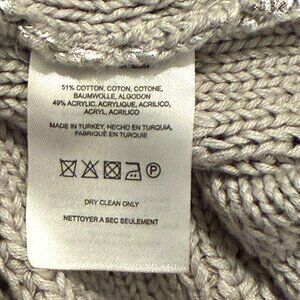 51% COTTON, COTON, COTONE,
BAUMWOLLE, ALGODON
49% ACRYLIC, ACRYLIQUE, ACRILICO,
ACRYL, ACRILICO
MADE IN TURKEY, HECHO EN TURQUIA,
FABRIQUÉ EN TURQUIE
P
DRY CLEAN ONLY
NETTOYER A SEC SEULEMENT